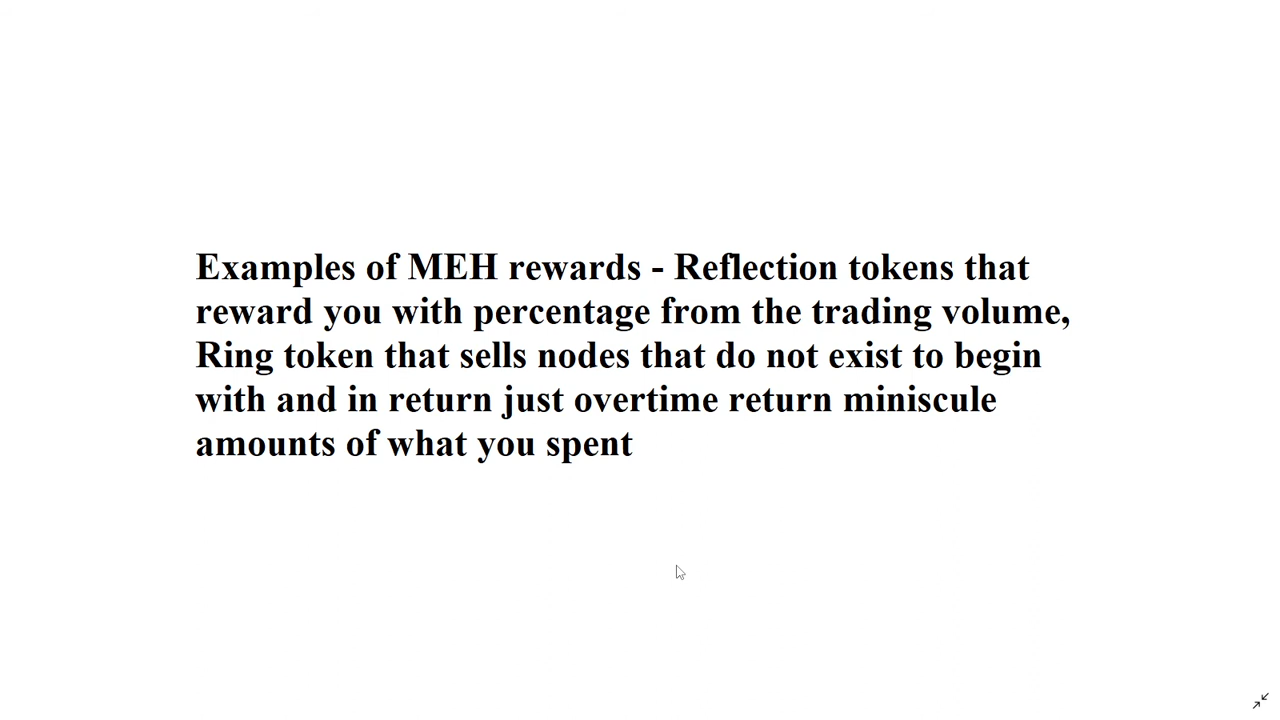 Examples of MEH rewards - Reflection tokens that
reward you with percentage from the trading volume,
Ring token that sells nodes that do not exist to begin
with and in return just overtime return miniscule
amounts of what you spent